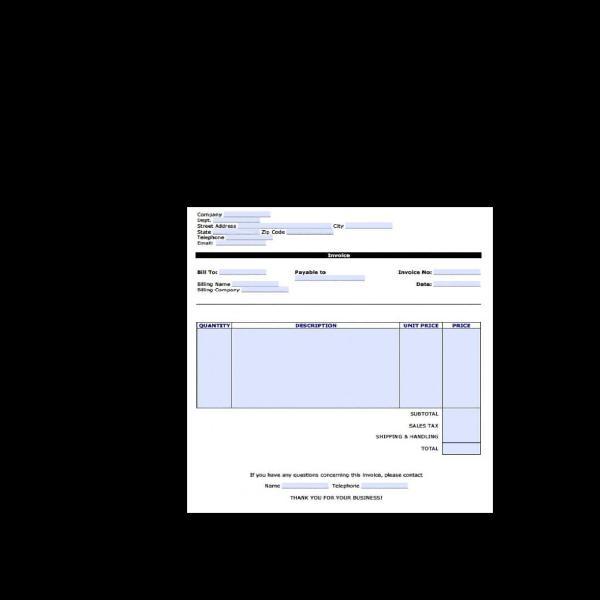 Company
Dept.
Street Address City
State Zip Code
Telephone
Email:
Invoice
Bill To: Payable to Invoice No:
Billing Name Date:
Billing Company
QUANTITY DESCRIPTION UNIT PRICE PRICE
SUBTOTAL
SALES TAX
SHIPPING & HANDLING
TOTAL
If you have any questions concerning this invoice, please contact
Name Telephone
THANK YOU FOR YOUR BUSINESS!